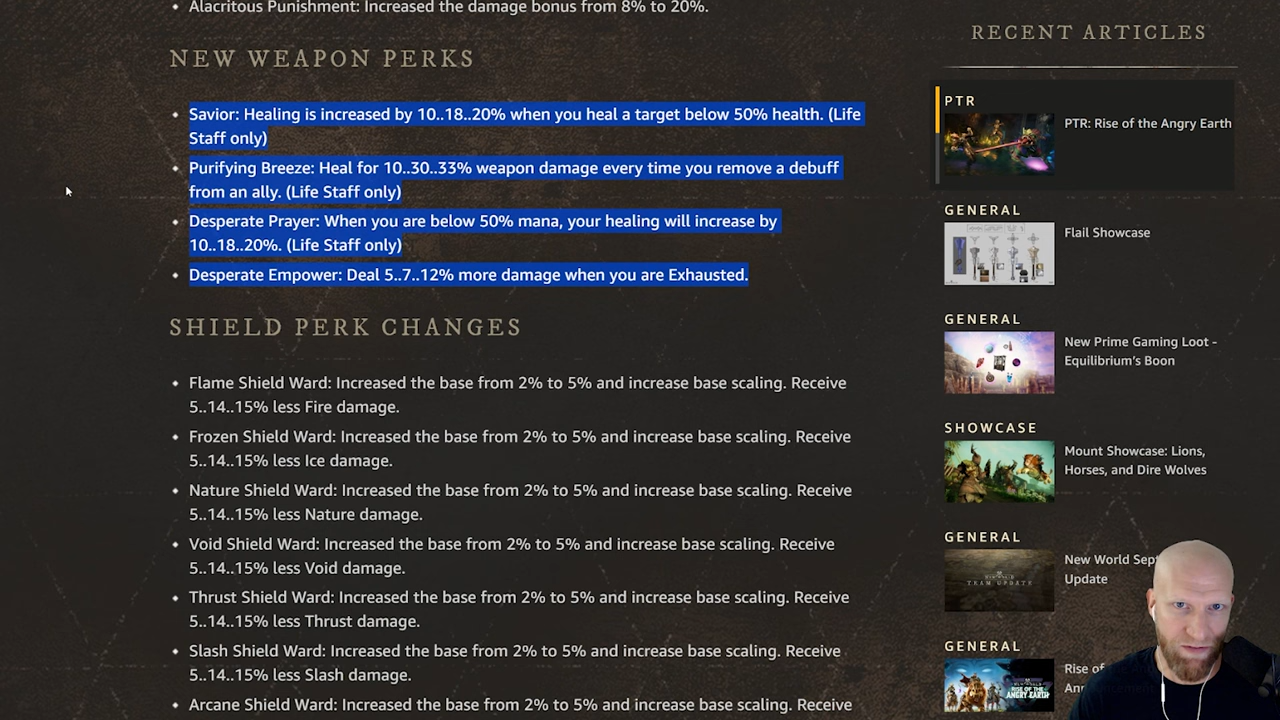 Alacritous Punishment: Increased the damage bonus from 8% to 20%.
NEW WEAPON PERKS
Savior: Healing is increased by 10..18..20% when you heal a target below 50% health. (Life
Staff only)
Purifying Breeze: Heal for 10..30..33% weapon damage every time you remove a debuff
from an ally. (Life Staff only)
Desperate Prayer: When you are below 50% mana, your healing will increase by
10..18..20%. (Life Staff only)
Desperate Empower: Deal 5..7..12% more damage when you are Exhausted.
SHIELD PERK CHANGES
Flame Shield Ward: Increased the base from 2% to 5% and increase base scaling. Receive
5..14..15% less Fire damage.
Frozen Shield Ward: Increased the base from 2% to 5% and increase base scaling. Receive
5..14..15% less Ice damage.
Nature Shield Ward: Increased the base from 2% to 5% and increase base scaling. Receive
5..14..15% less Nature damage.
Void Shield Ward: Increased the base from 2% to 5% and increase base scaling. Receive
5..14..15% less Void damage.
Thrust Shield Ward: Increased the base from 2% to 5% and increase base scaling. Receive
5..14..15% less Thrust damage.
Slash Shield Ward: Increased the base from 2% to 5% and increase base scaling. Receive
5..14..15% less Slash damage.
Arcane Shield Ward: Increased the base from 2% to 5% and increase base scaling. Receive
RECENT ARTICLES
PTR
PTR: Rise of the Angry Earth
GENERAL
Flail Showcase
GENERAL
New Prime Gaming Loot -
Equilibrium's Boon
SHOWCASE
Mount Showcase: Lions,
Horses, and Dire Wolves
GENERAL
New World Sept
Update
TEAM UPDATE
GENERAL
Rise of
RISE OF THE
ANGRY EARTH